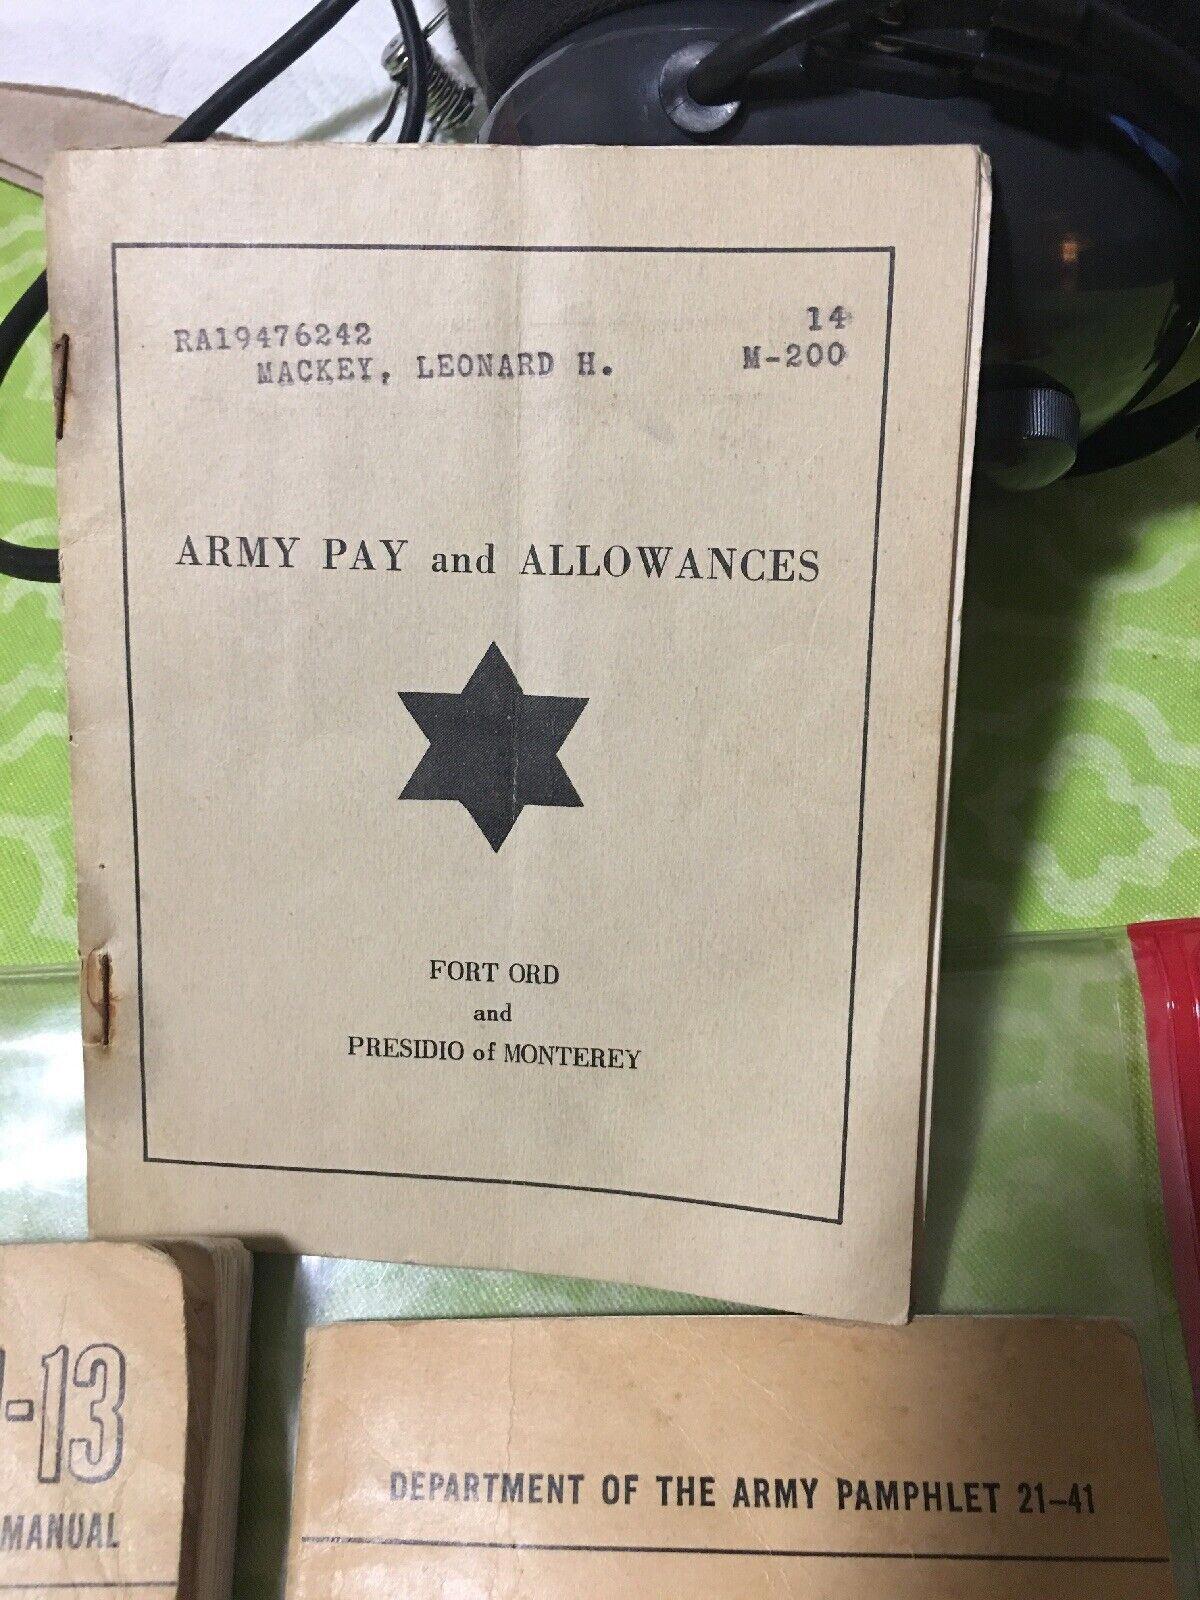 RA19476242 14
MACKEY, LEONARD H. M-200
ARMY PAY and ALLOWANCES
FORT ORD
and
PRESIDIO of MONTEREY
-13
MANUAL
DEPARTMENT OF THE ARMY PAMPHLET 21-41